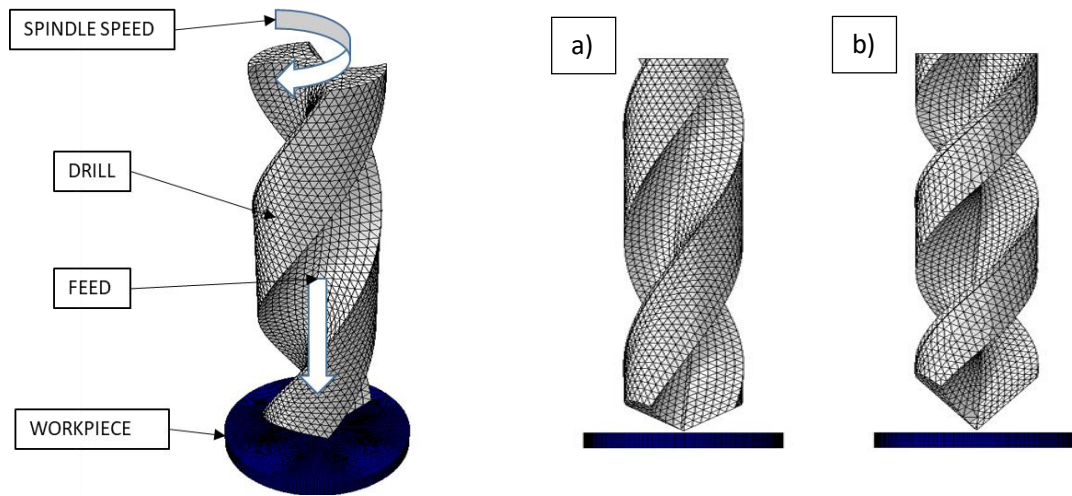 SPINDLE SPEED
a)
b)
DRILL
FEED
WORKPIECE